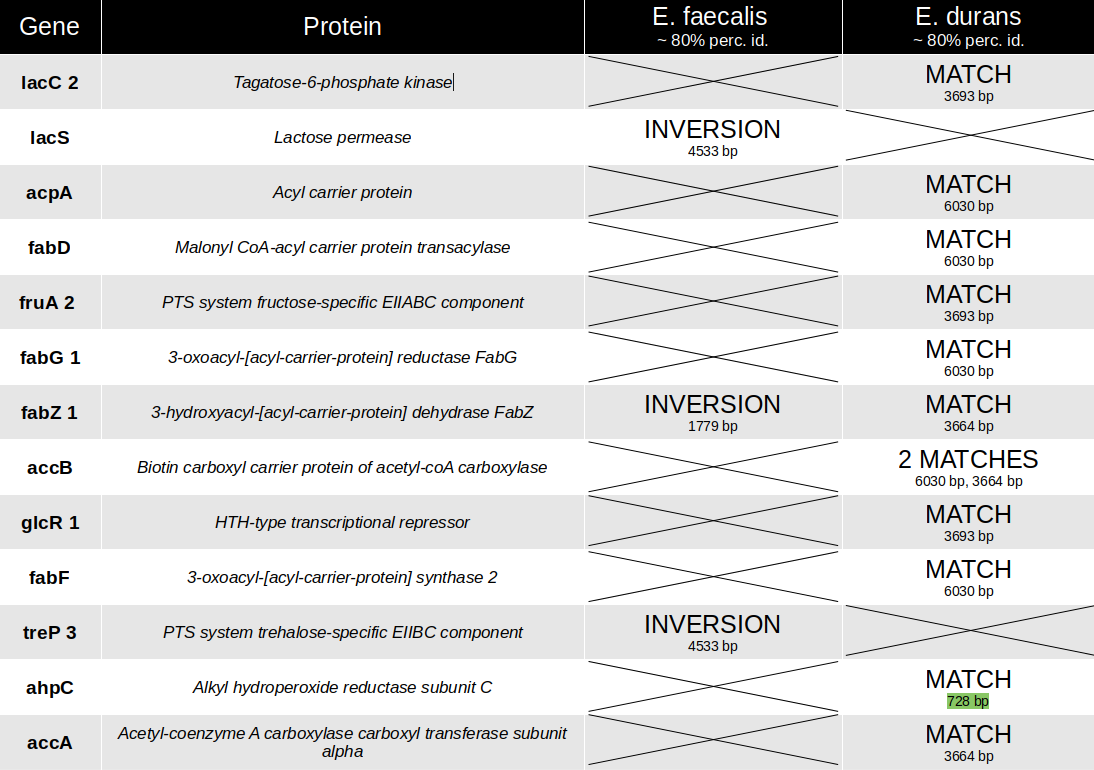 Gene Protein E. faecalis E. durans
~ 80% perc. id. ~ 80% perc. id.
lacC 2 Tagatose-6-phosphate kinase MATCH
3693 bp
lacS Lactose permease INVERSION
4533 bp
acpA Acyl carrier protein MATCH
6030 bp
fabD Malonyl CoA-acyl carrier protein transacylase MATCH
6030 bp
fruA 2 PTS system fructose-specific EIIABC component MATCH
3693 bp
fabG 1 3-oxoacyl-[acyl-carrier-protein] reductase FabG MATCH
6030 bp
fabZ 1 3-hydroxyacyl-[acyl-carrier-protein] dehydrase FabZ INVERSION MATCH
1779 bp 3664 bp
accB Biotin carboxyl carrier protein of acetyl-coA carboxylase 2 MATCHES
6030 bp, 3664 bp
glcR 1 HTH-type transcriptional repressor MATCH
3693 bp
fabF 3-oxoacyl-[acyl-carrier-protein] synthase 2 MATCH
6030 bp
treP 3 PTS system trehalose-specific EIIBC component INVERSION
4533 bp
ahpC Alkyl hydroperoxide reductase subunit C MATCH
728 bp
accA Acetyl-coenzyme A carboxylase carboxyl transferase subunit MATCH
alpha 3664 bp